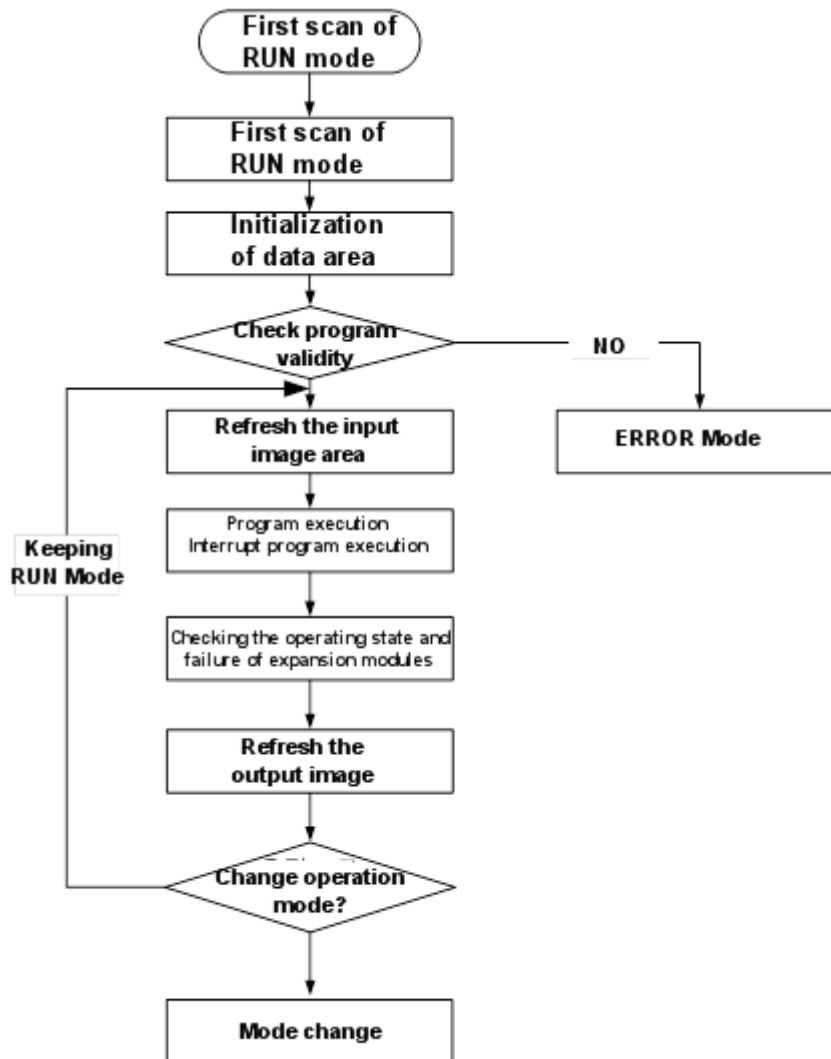 First scan of
RUN mode
First scan of
RUN mode
Initialization
of data area
Check program
validity
NO
Refresh the input
image area
ERROR Mode
Program execution
Interrupt program execution
Keeping
RUN Mode
Checking the operating state and
failure of expansion modules
Refresh the
output image
Change operation
mode?
Mode change